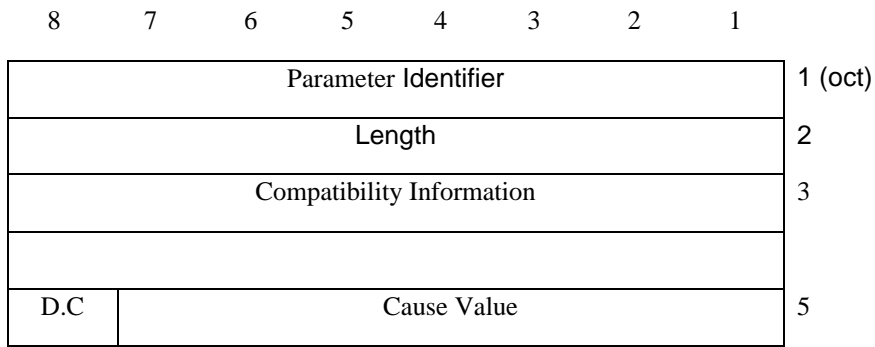 8 7 6 5 4 3 2 1
Parameter Identifier 1 (oct)
Length 2
Compatibility Information 3
D.C Cause Value 5